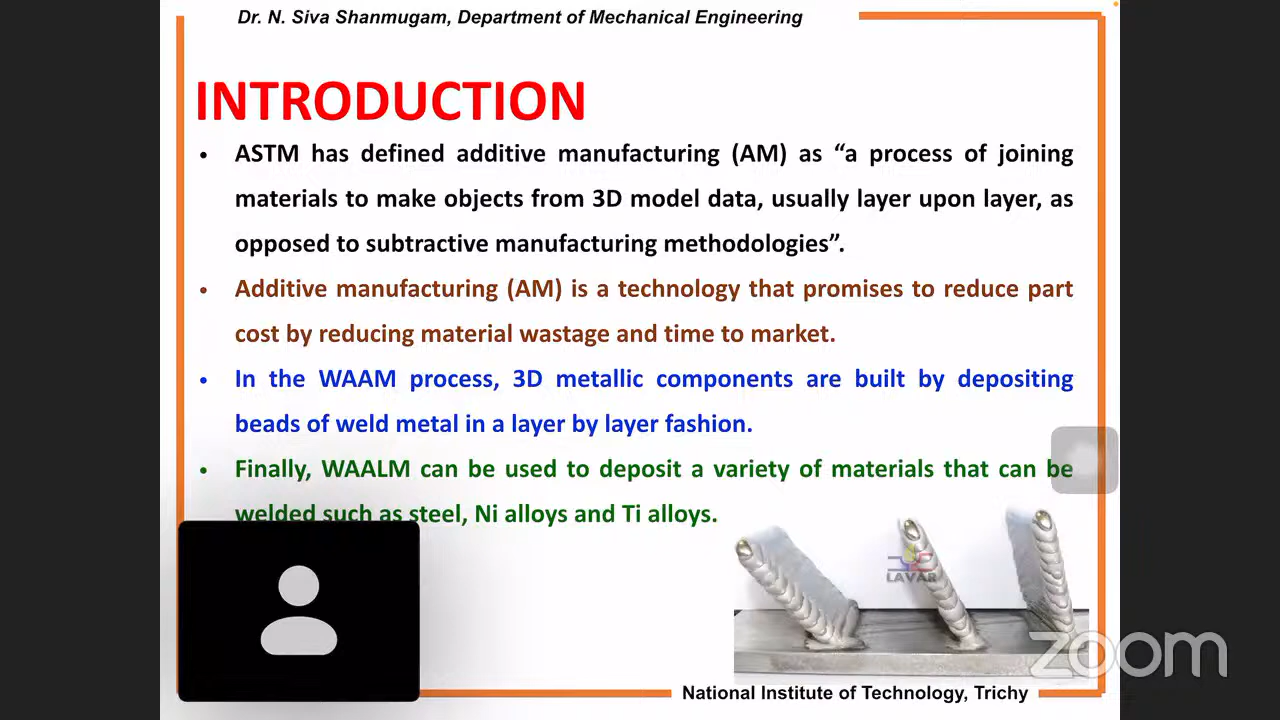 Dr. N. Siva Shanmugam, Department of Mechanical Engineering
INTRODUCTION
• ASTM has defined additive manufacturing (AM) as “a process of joining
materials to make objects from 3D model data, usually layer upon layer, as
opposed to subtractive manufacturing methodologies”.
• Additive manufacturing (AM) is a technology that promises to reduce part
cost by reducing material wastage and time to market.
• In the WAAM process, 3D metallic components are built by depositing
beads of weld metal in a layer by layer fashion.
• Finally, WAALM can be used to deposit a variety of materials that can be
welded such as steel, Ni alloys and Ti alloys.
LAVAR
zoom
National Institute of Technology, Trichy